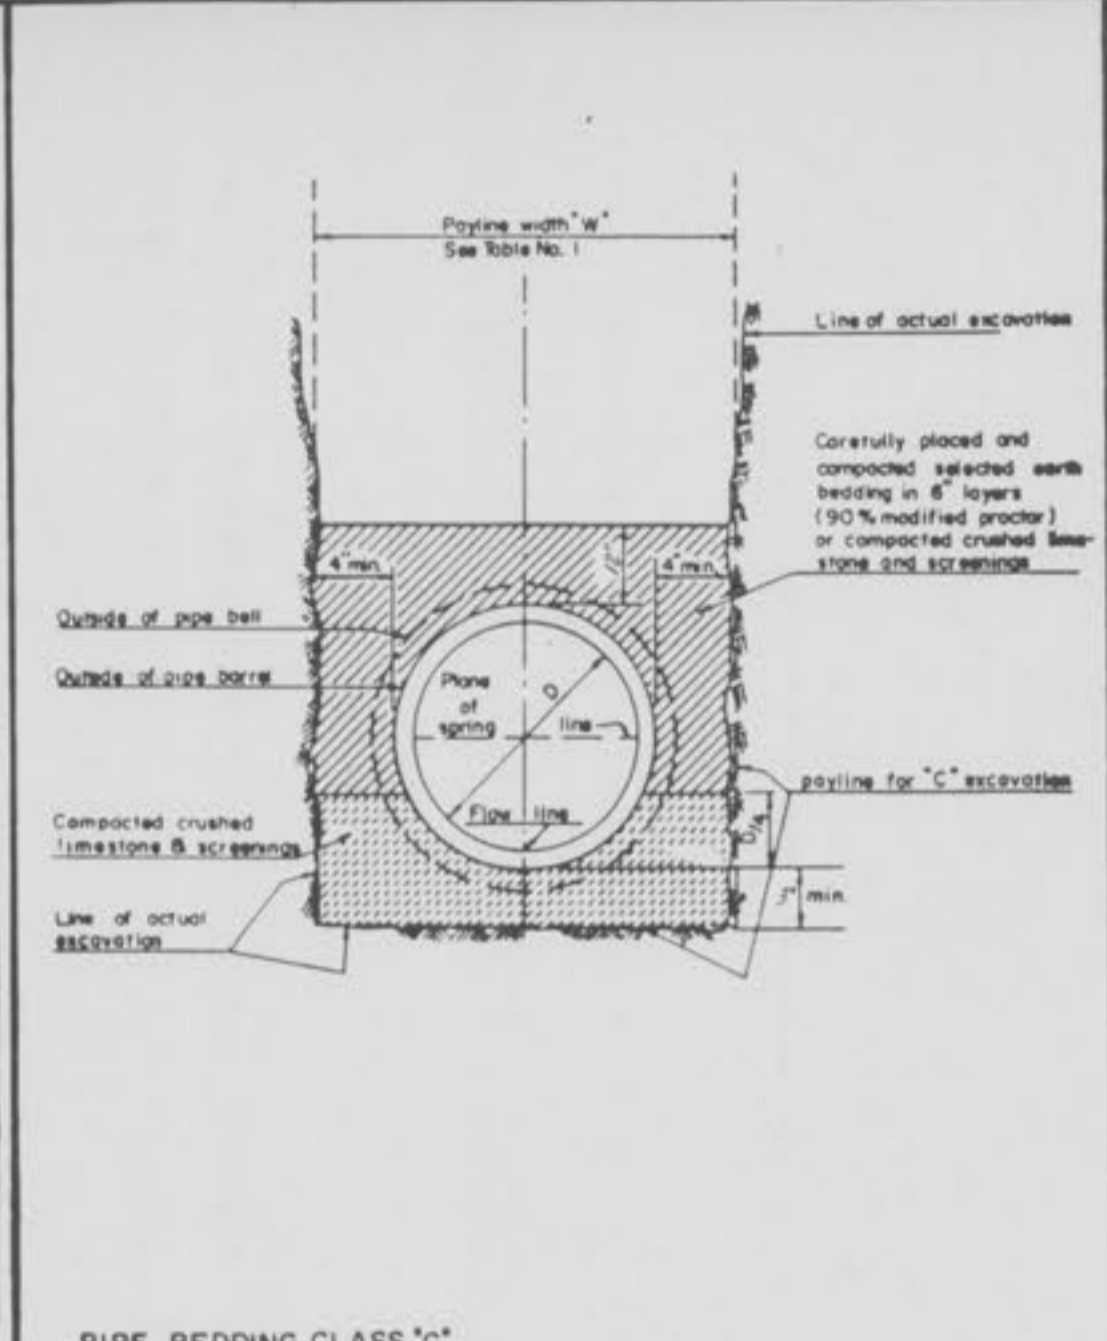 Payline width "W"
See Table No. 1
Line of actual excavation
Carefully placed and
compacted selected earth
bedding in 6" layers
(90% modified proctor)
or compacted crushed lime-
stone and screenings
4" min.
12"
4" min.
Outside of pipe bell
Outside of pipe barrel
Plane
of
spring line
D
Flow line
payline for "C" excavation
Compacted crushed
limestone & screenings
D/4
3" min.
Line of actual
excavation
PIPE BEDDING CLASS "C"